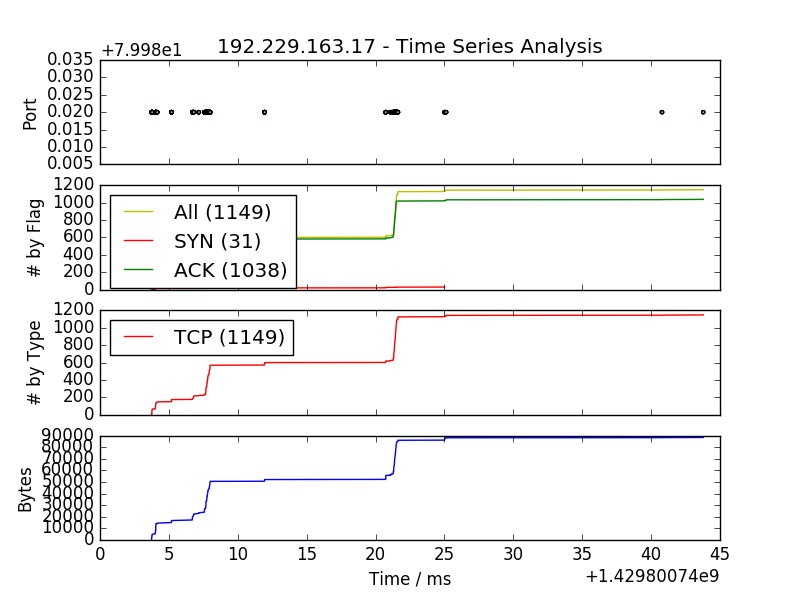 +7.998e1
192.229.163.17 - Time Series Analysis
Port
0.035
0.030
0.025
0.020
0.015
0.010
0.005
# by Flag
1200
1000
800
600
400
200
0
All (1149)
SYN (31)
ACK (1038)
# by Type
1200
1000
800
600
400
200
0
TCP (1149)
Bytes
90000
80000
70000
60000
50000
40000
30000
20000
10000
0
0 5 10 15 20 25 30 35 40 45
Time / ms
+1.42980074e9